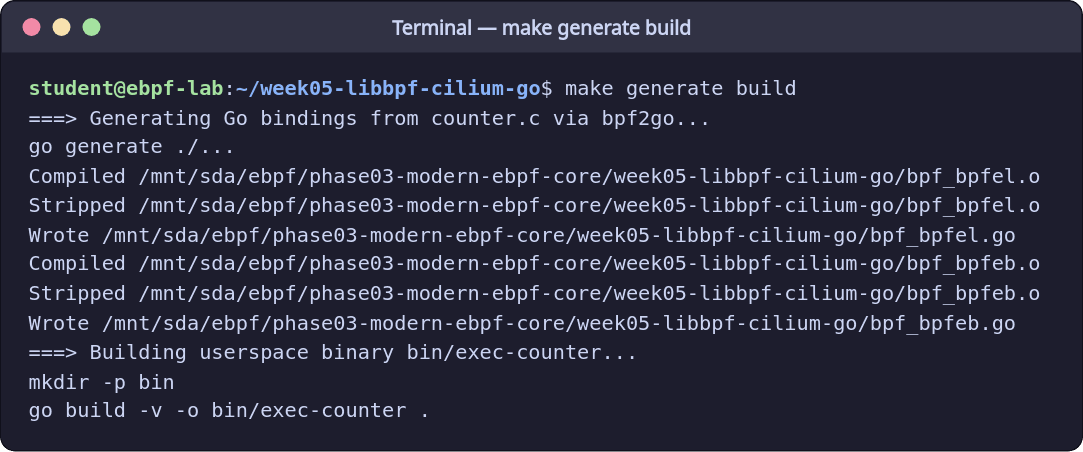 Terminal — make generate build
student@ebpf-lab:~/week05-libbpf-cilium-go$ make generate build
===> Generating Go bindings from counter.c via bpf2go...
go generate ./...
Compiled /mnt/sda/ebpf/phase03-modern-ebpf-core/week05-libbpf-cilium-go/bpf_bpfel.o
Stripped /mnt/sda/ebpf/phase03-modern-ebpf-core/week05-libbpf-cilium-go/bpf_bpfel.o
Wrote /mnt/sda/ebpf/phase03-modern-ebpf-core/week05-libbpf-cilium-go/bpf_bpfel.go
Compiled /mnt/sda/ebpf/phase03-modern-ebpf-core/week05-libbpf-cilium-go/bpf_bpfeb.o
Stripped /mnt/sda/ebpf/phase03-modern-ebpf-core/week05-libbpf-cilium-go/bpf_bpfeb.o
Wrote /mnt/sda/ebpf/phase03-modern-ebpf-core/week05-libbpf-cilium-go/bpf_bpfeb.go
===> Building userspace binary bin/exec-counter...
mkdir -p bin
go build -v -o bin/exec-counter .